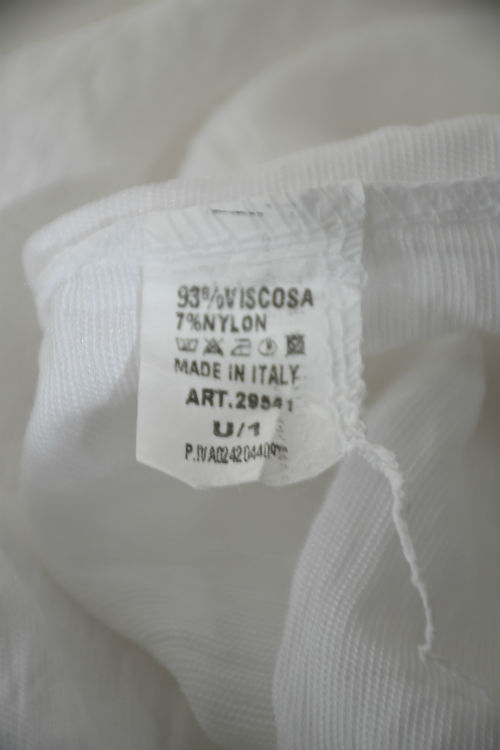 93%VISCOSA
7%NYLON
MADE IN ITALY
ART.29541
U/1